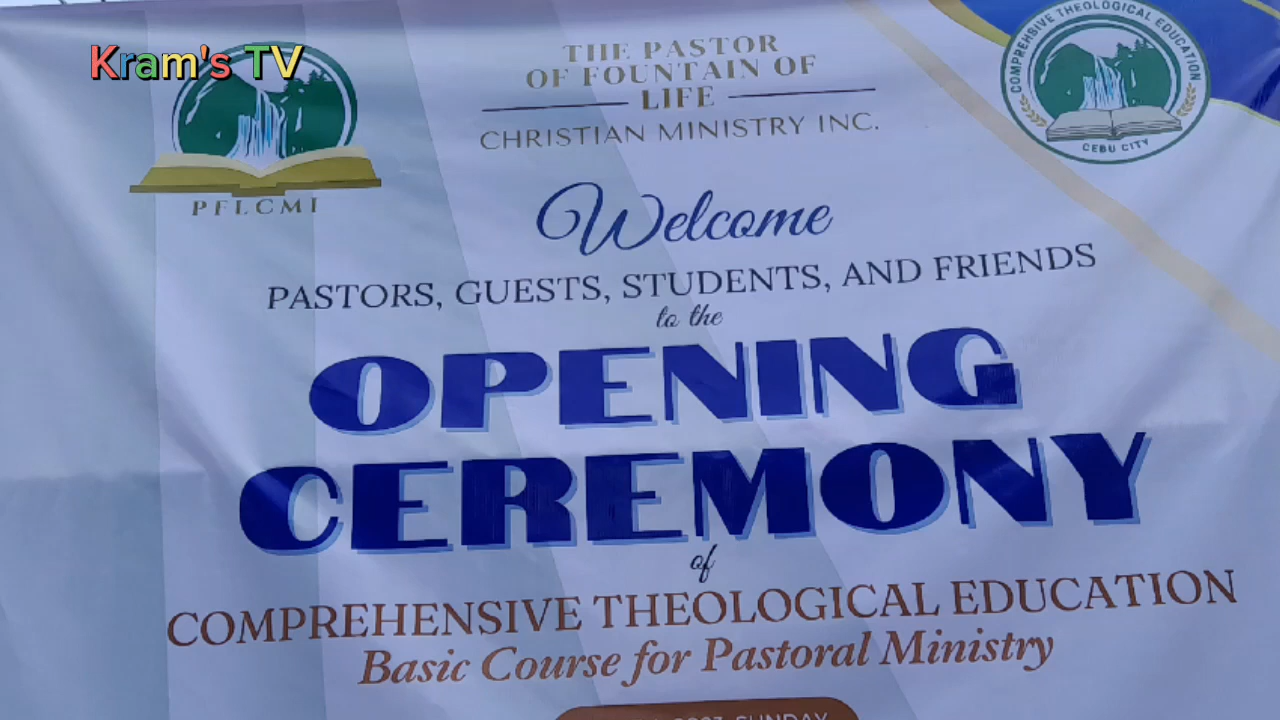 Kram's TV
THE PASTOR
OF FOUNTAIN OF
LIFE
CHRISTIAN MINISTRY INC.
PFLCMI
COMPREHENSIVE THEOLOGICAL EDUCATION
CEBU CITY
Welcome
PASTORS, GUESTS, STUDENTS, AND FRIENDS
to the
OPENING
CEREMONY
of
COMPREHENSIVE THEOLOGICAL EDUCATION
Basic Course for Pastoral Ministry
SUNDAY